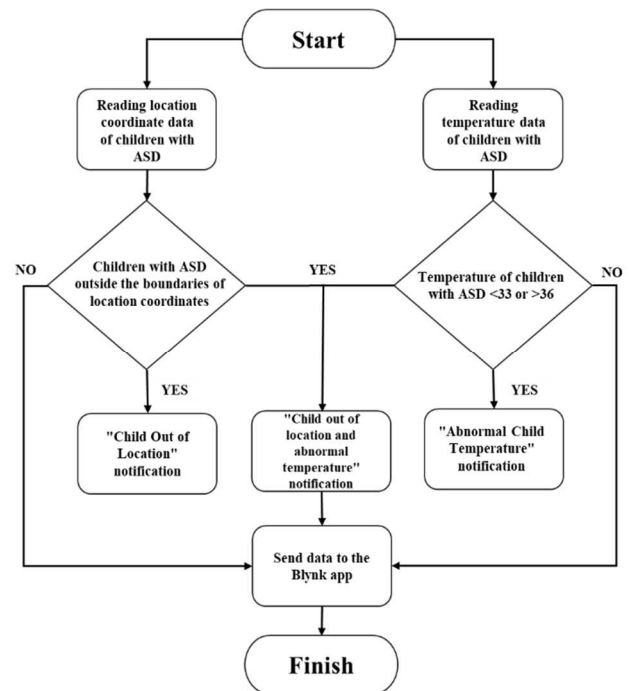 Start
Reading location
coordinate data
of children with
ASD
Reading
temperature data
of children with
ASD
NO
Children with ASD
outside the boundaries of
location coordinates
YES
Temperature of children
with ASD <33 or >36
NO
YES
YES
"Child Out of
Location"
notification
"Child out of
location and
abnormal
temperature"
notification
"Abnormal Child
Temperature"
notification
Send data to the
Blynk app
Finish